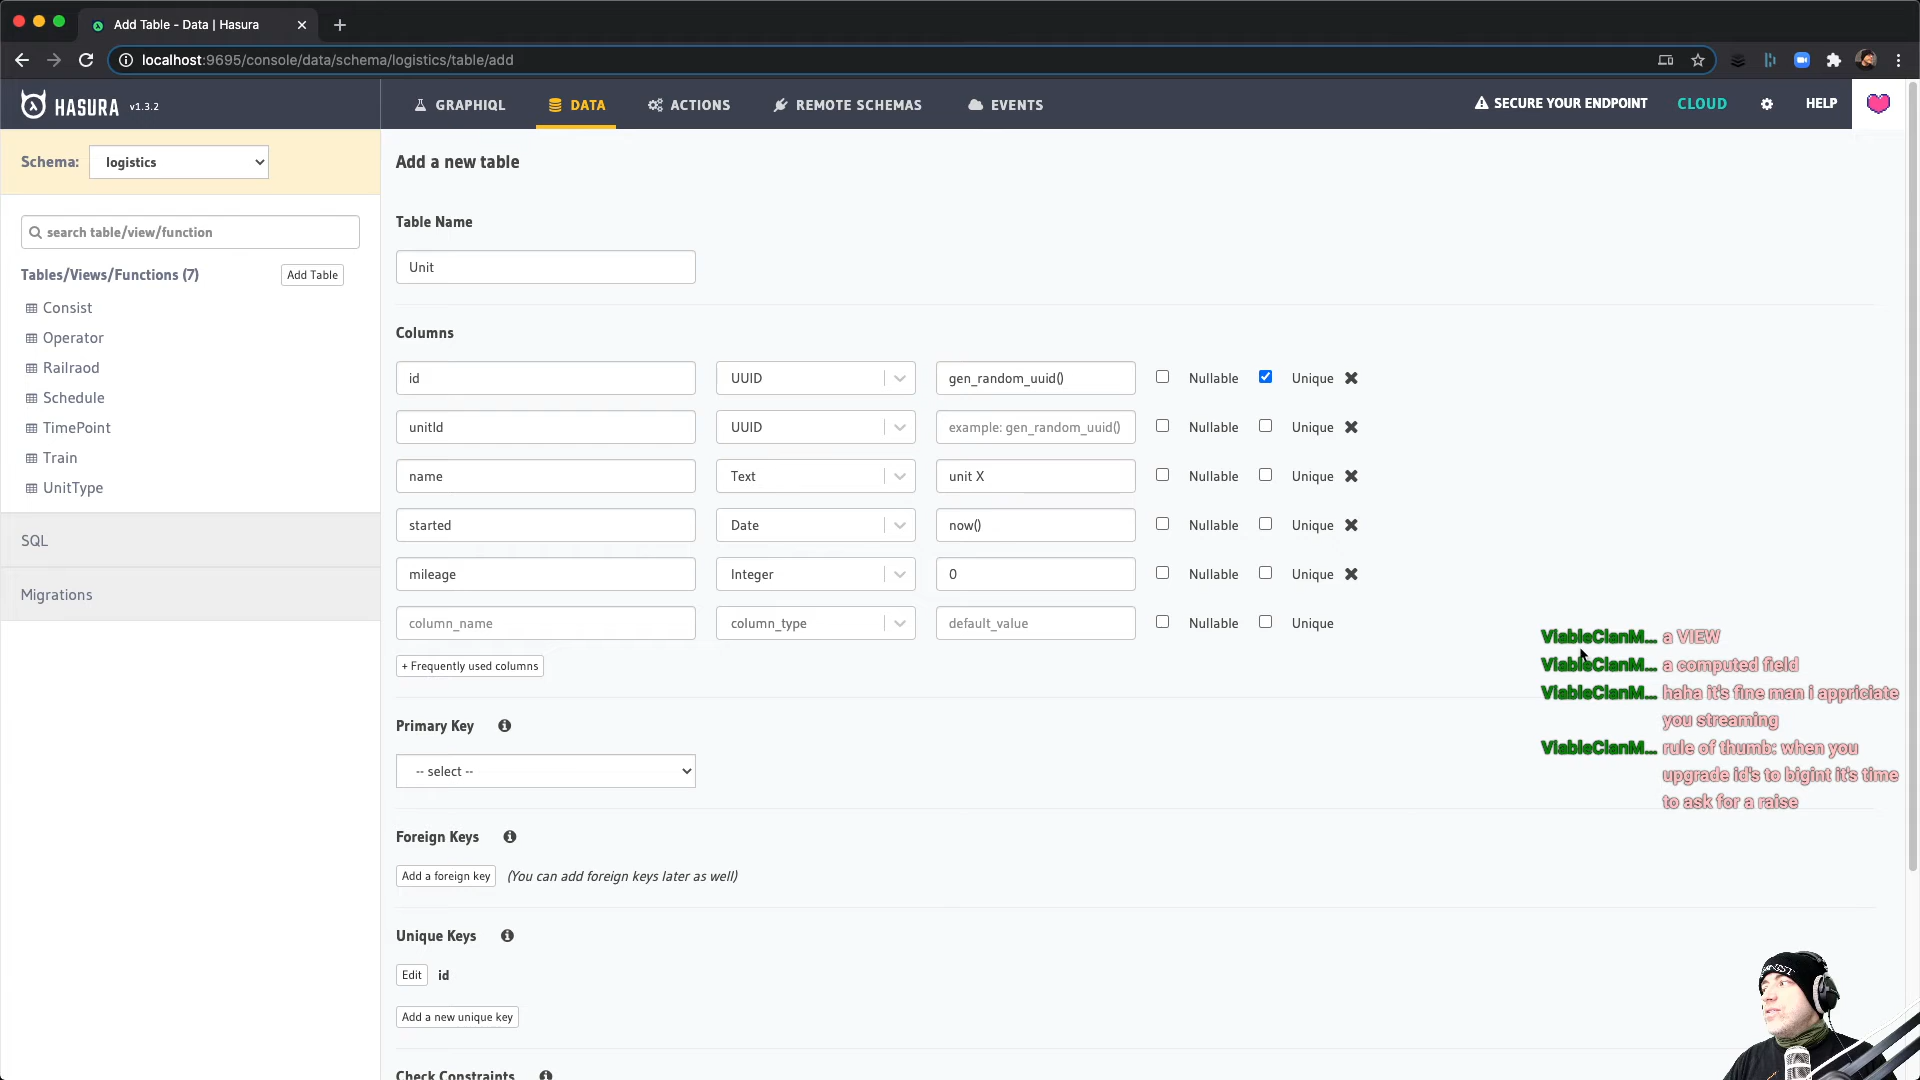 Add Table - Data | Hasura
localhost:9695/console/data/schema/logistics/table/add
HASURA v1.3.2
GRAPHIQL
DATA
ACTIONS
REMOTE SCHEMAS
EVENTS
SECURE YOUR ENDPOINT
CLOUD
HELP
Schema: logistics
search table/view/function
Tables/Views/Functions (7) Add Table
Consist
Operator
Railraod
Schedule
TimePoint
Train
UnitType
SQL
Migrations
Add a new table
Table Name
Unit
Columns
id UUID gen_random_uuid() Nullable Unique
unitId UUID example: gen_random_uuid() Nullable Unique
name Text unit X Nullable Unique
started Date now() Nullable Unique
mileage Integer 0 Nullable Unique
column_name column_type default_value Nullable Unique
+ Frequently used columns
Primary Key
-- select --
Foreign Keys
Add a foreign key (You can add foreign keys later as well)
Unique Keys
Edit id
Add a new unique key
Check Constraints
ViableClanM... a VIEW
ViableClanM... a computed field
ViableClanM... haha it's fine man i appriciate
you streaming
ViableClanM... rule of thumb: when you
upgrade id's to bigint it's time
to ask for a raise